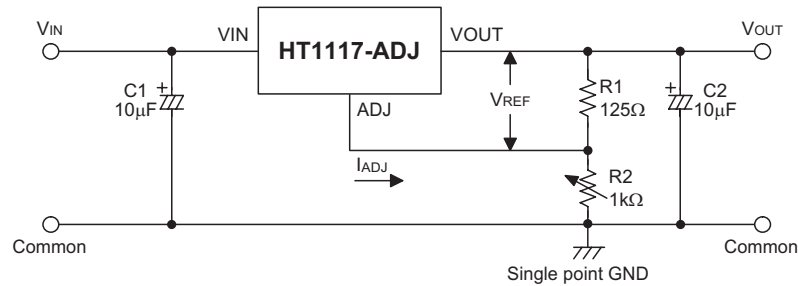 VIN
VIN
HT1117-ADJ
VOUT
VOUT
C1
+
10μF
ADJ
VREF
R1
125Ω
+
C2
10μF
IADJ
R2
1kΩ
Common
Common
Single point GND